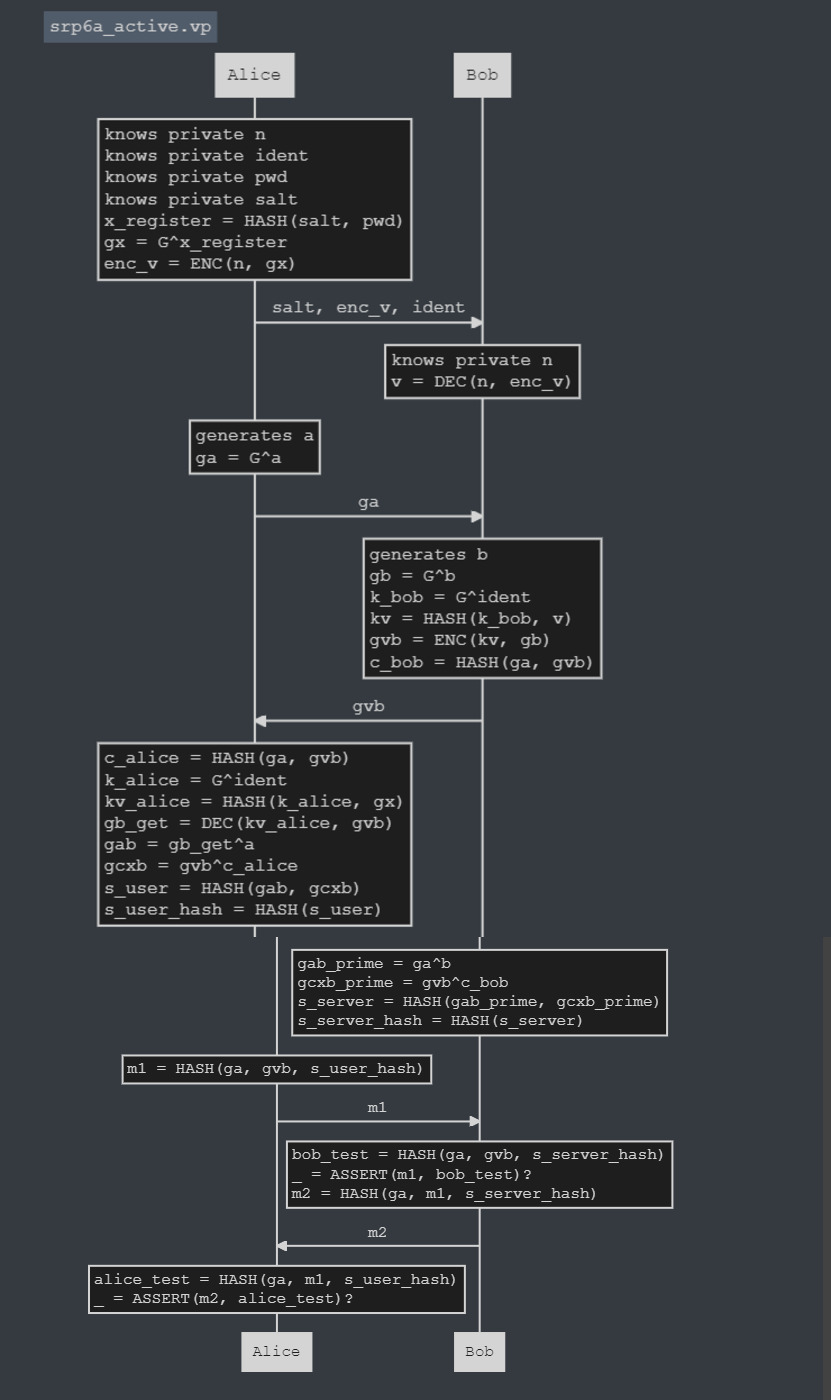 srp6a_active.vp
Alice
Bob
knows private n
knows private ident
knows private pwd
knows private salt
x_register = HASH(salt, pwd)
gx = G^x_register
enc_v = ENC(n, gx)
salt, enc_v, ident
knows private n
v = DEC(n, enc_v)
generates a
ga = G^a
ga
generates b
gb = G^b
k_bob = G^ident
kv = HASH(k_bob, v)
gvb = ENC(kv, gb)
c_bob = HASH(ga, gvb)
gvb
c_alice = HASH(ga, gvb)
k_alice = G^ident
kv_alice = HASH(k_alice, gx)
gb_get = DEC(kv_alice, gvb)
gab = gb_get^a
gcxb = gvb^c_alice
s_user = HASH(gab, gcxb)
s_user_hash = HASH(s_user)
gab_prime = ga^b
gcxb_prime = gvb^c_bob
s_server = HASH(gab_prime, gcxb_prime)
s_server_hash = HASH(s_server)
m1 = HASH(ga, gvb, s_user_hash)
m1
bob_test = HASH(ga, gvb, s_server_hash)
_ = ASSERT(m1, bob_test)?
m2 = HASH(ga, m1, s_server_hash)
m2
alice_test = HASH(ga, m1, s_user_hash)
_ = ASSERT(m2, alice_test)?
Alice
Bob